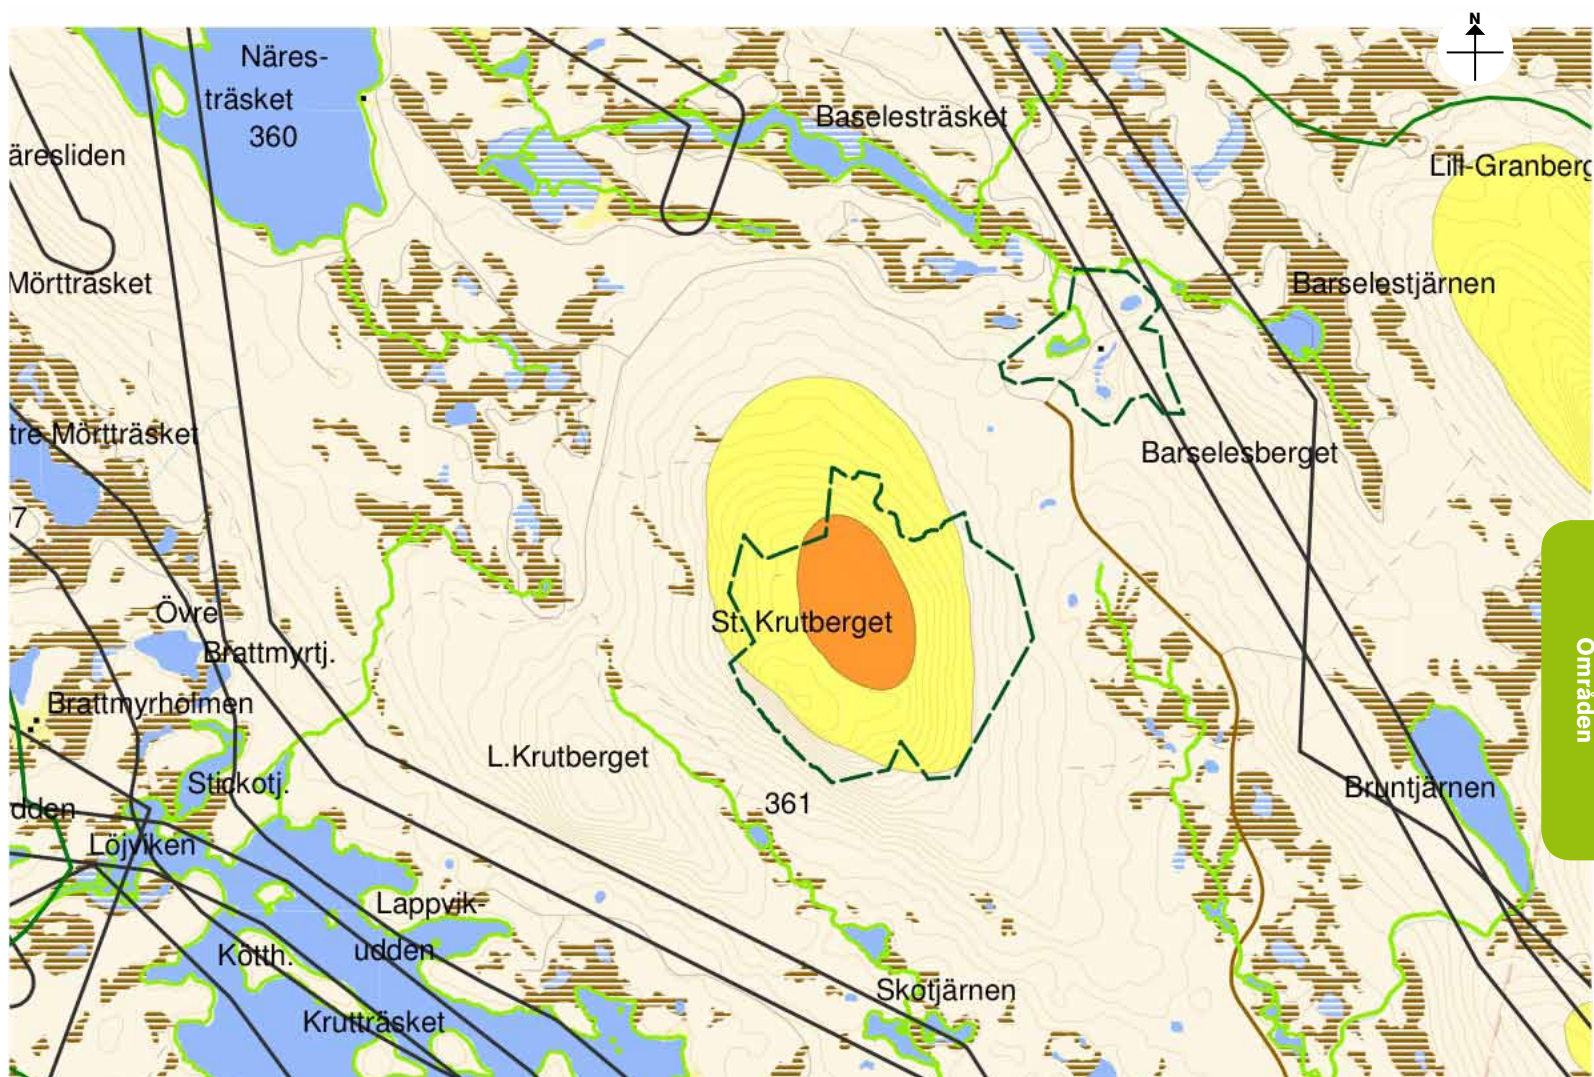 N
Näres-
träsket
360
Baselesträsket
äresliden
Lill-Granberg
Mörtträsket
Barselestjärnen
tre Mörtträsket
Barselesberget
7
Övre
St. Krutberget
Brattmyrtj.
Områden
Brattmyrholmen
L.Krutberget
Stickotj.
Bruntjärnen
361
dden
Löjviken
Lappvik-
udden
Kötth.
Skotjärnen
Krutträsket